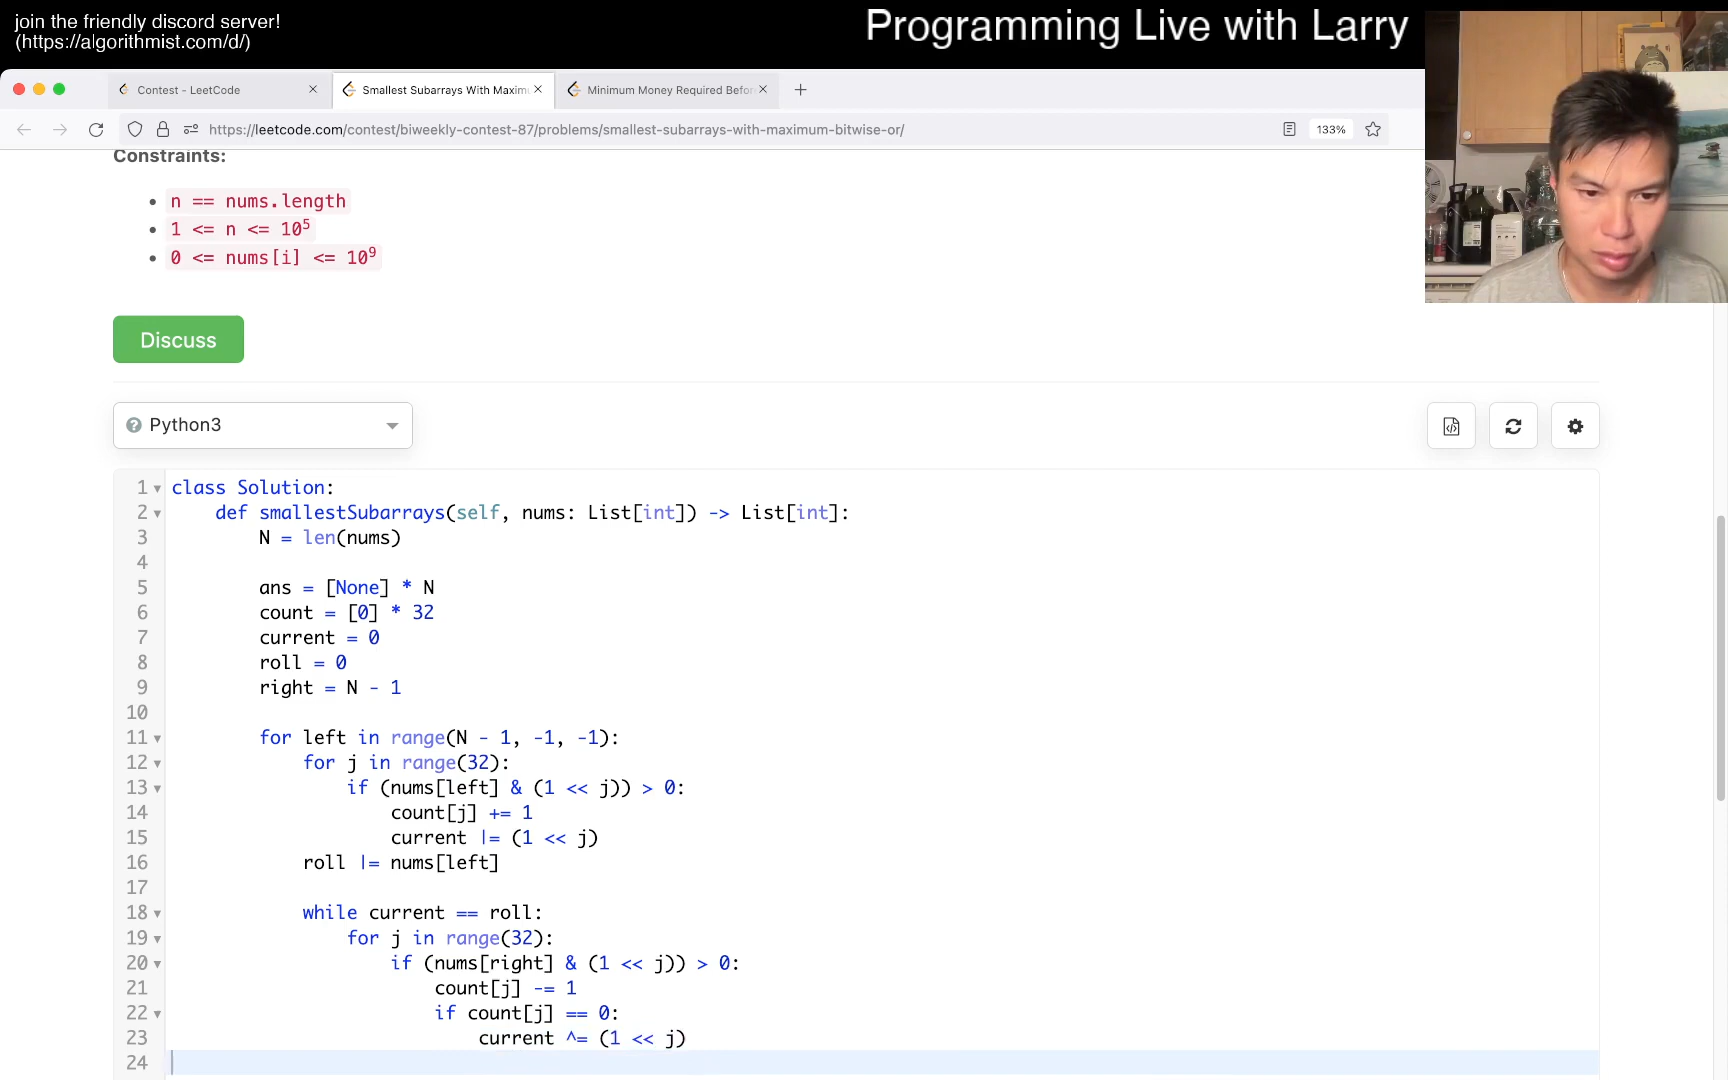 join the friendly discord server!
(https://algorithmist.com/d/)
Programming Live with Larry
Contest - LeetCode
Smallest Subarrays With Maxim
Minimum Money Required Befor
https://leetcode.com/contest/biweekly-contest-87/problems/smallest-subarrays-with-maximum-bitwise-or/
133%
Constraints:
n == nums.length
1 <= n <= 10^5
0 <= nums[i] <= 10^9
Discuss
Python3
1 class Solution:
2     def smallestSubarrays(self, nums: List[int]) -> List[int]:
3         N = len(nums)
4
5         ans = [None] * N
6         count = [0] * 32
7         current = 0
8         roll = 0
9         right = N - 1
10
11         for left in range(N - 1, -1, -1):
12             for j in range(32):
13                 if (nums[left] & (1 << j)) > 0:
14                     count[j] += 1
15                     current |= (1 << j)
16             roll |= nums[left]
17
18             while current == roll:
19                 for j in range(32):
20                     if (nums[right] & (1 << j)) > 0:
21                         count[j] -= 1
22                         if count[j] == 0:
23                             current ^= (1 << j)
24